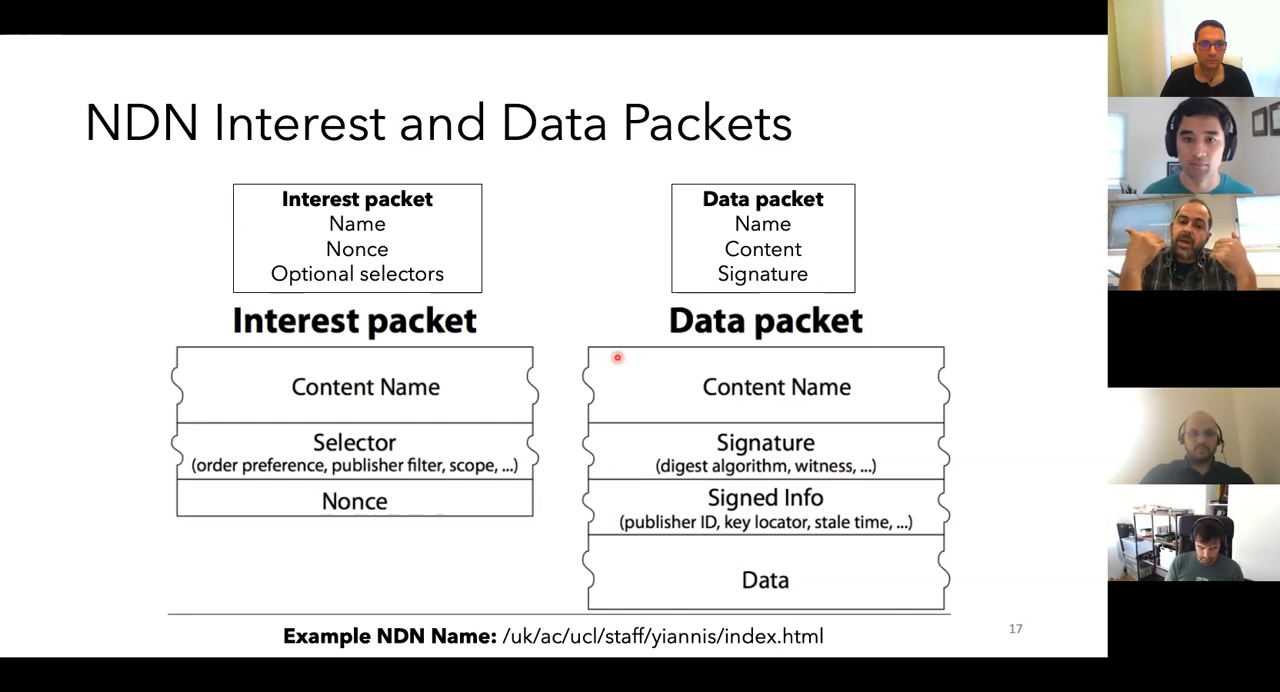 NDN Interest and Data Packets
Interest packet
Name
Nonce
Optional selectors
Data packet
Name
Content
Signature
Interest packet
Content Name
Selector
(order preference, publisher filter, scope, ...)
Nonce
Data packet
Content Name
Signature
(digest algorithm, witness, ...)
Signed Info
(publisher ID, key locator, stale time, ...)
Data
Example NDN Name: /uk/ac/ucl/staff/yiannis/index.html
17